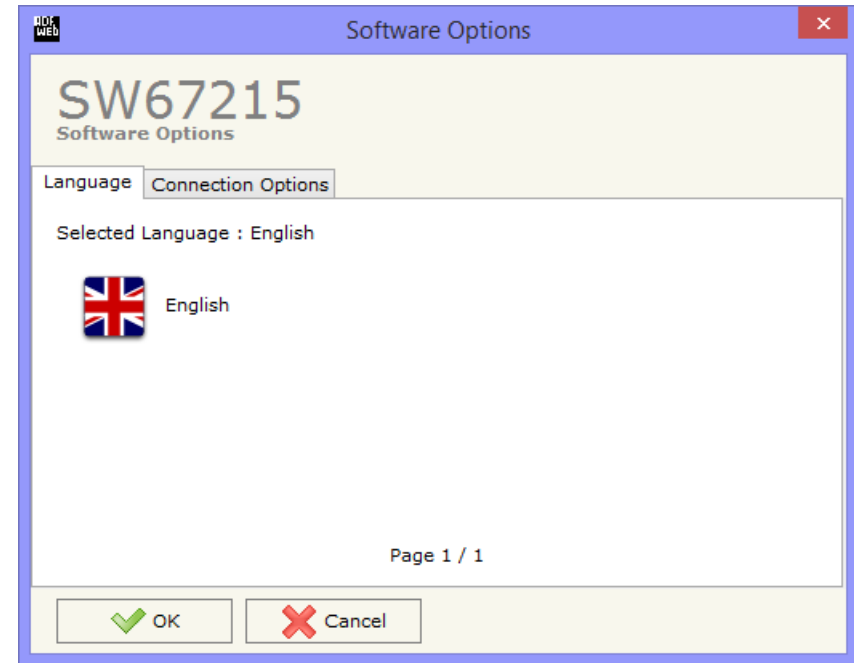 ADF
WEB
Software Options
SW67215
Software Options
Language
Connection Options
Selected Language : English
English
Page 1 / 1
OK
Cancel